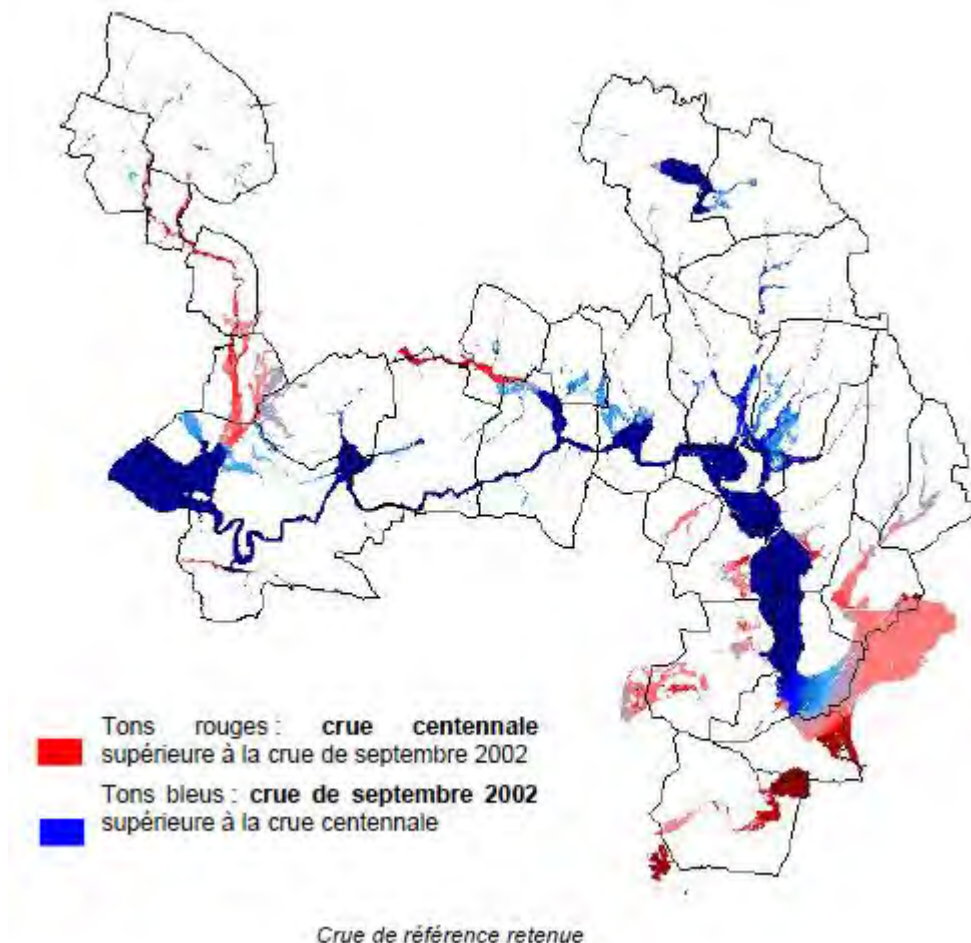 Tons rouges : crue centennale
supérieure à la crue de septembre 2002
Tons bleus : crue de septembre 2002
supérieure à la crue centennale
Crue de référence retenue